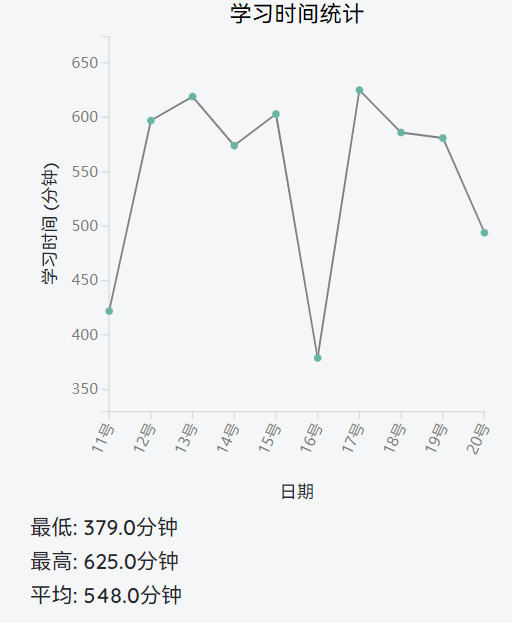 学习时间统计
650
600
550
500
450
400
350
学习时间 (分钟)
11号
12号
13号
14号
15号
16号
17号
18号
19号
20号
日期
最低: 379.0分钟
最高: 625.0分钟
平均: 548.0分钟